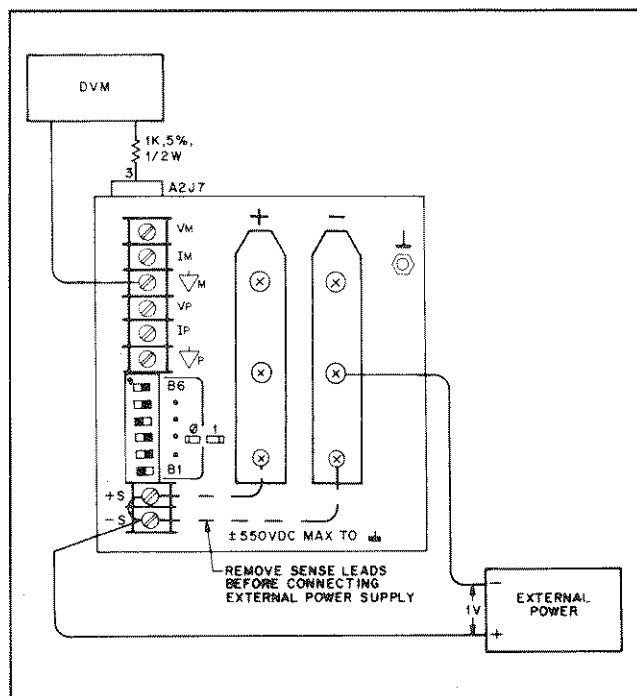 DVM
1K,5%,
1/2W
3
A2J7
+ −
VM
IM
M
VP
IP
P
B6
Ø 1
B1
+S
−S
±550VDC MAX TO
REMOVE SENSE LEADS
BEFORE CONNECTING
EXTERNAL POWER SUPPLY
−
1V
+
EXTERNAL
POWER